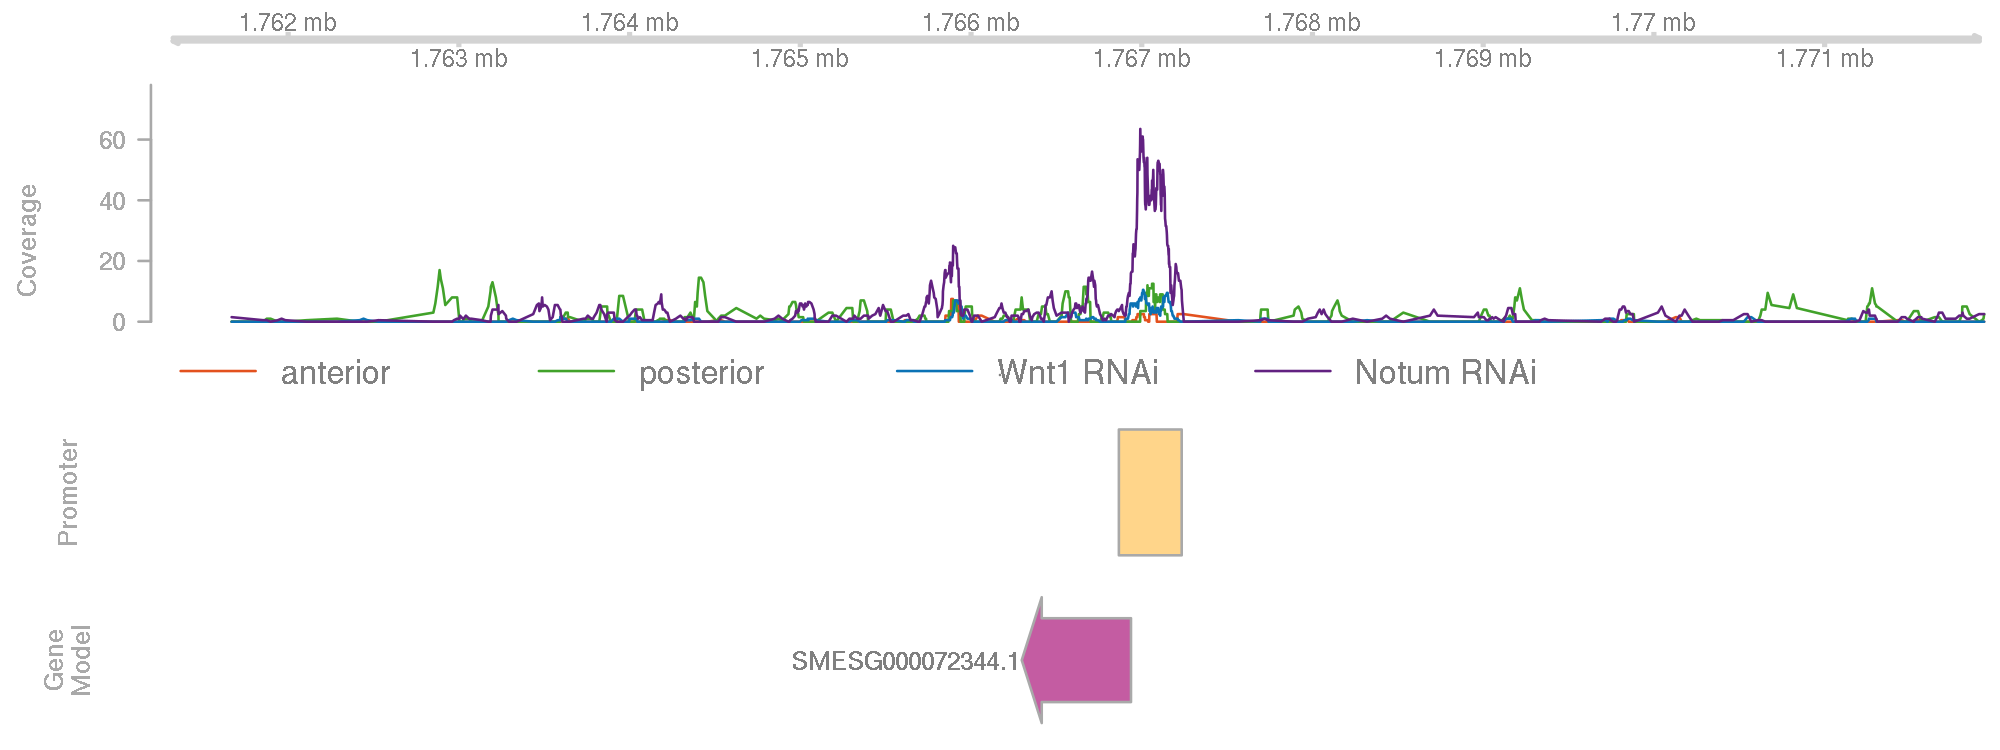 1.762 mb 1.764 mb 1.766 mb 1.768 mb 1.77 mb
1.763 mb 1.765 mb 1.767 mb 1.769 mb 1.771 mb
Coverage
60
40
20
0
anterior posterior Wnt1 RNAi Notum RNAi
Promoter
Gene
Model
SMESG000072344.1